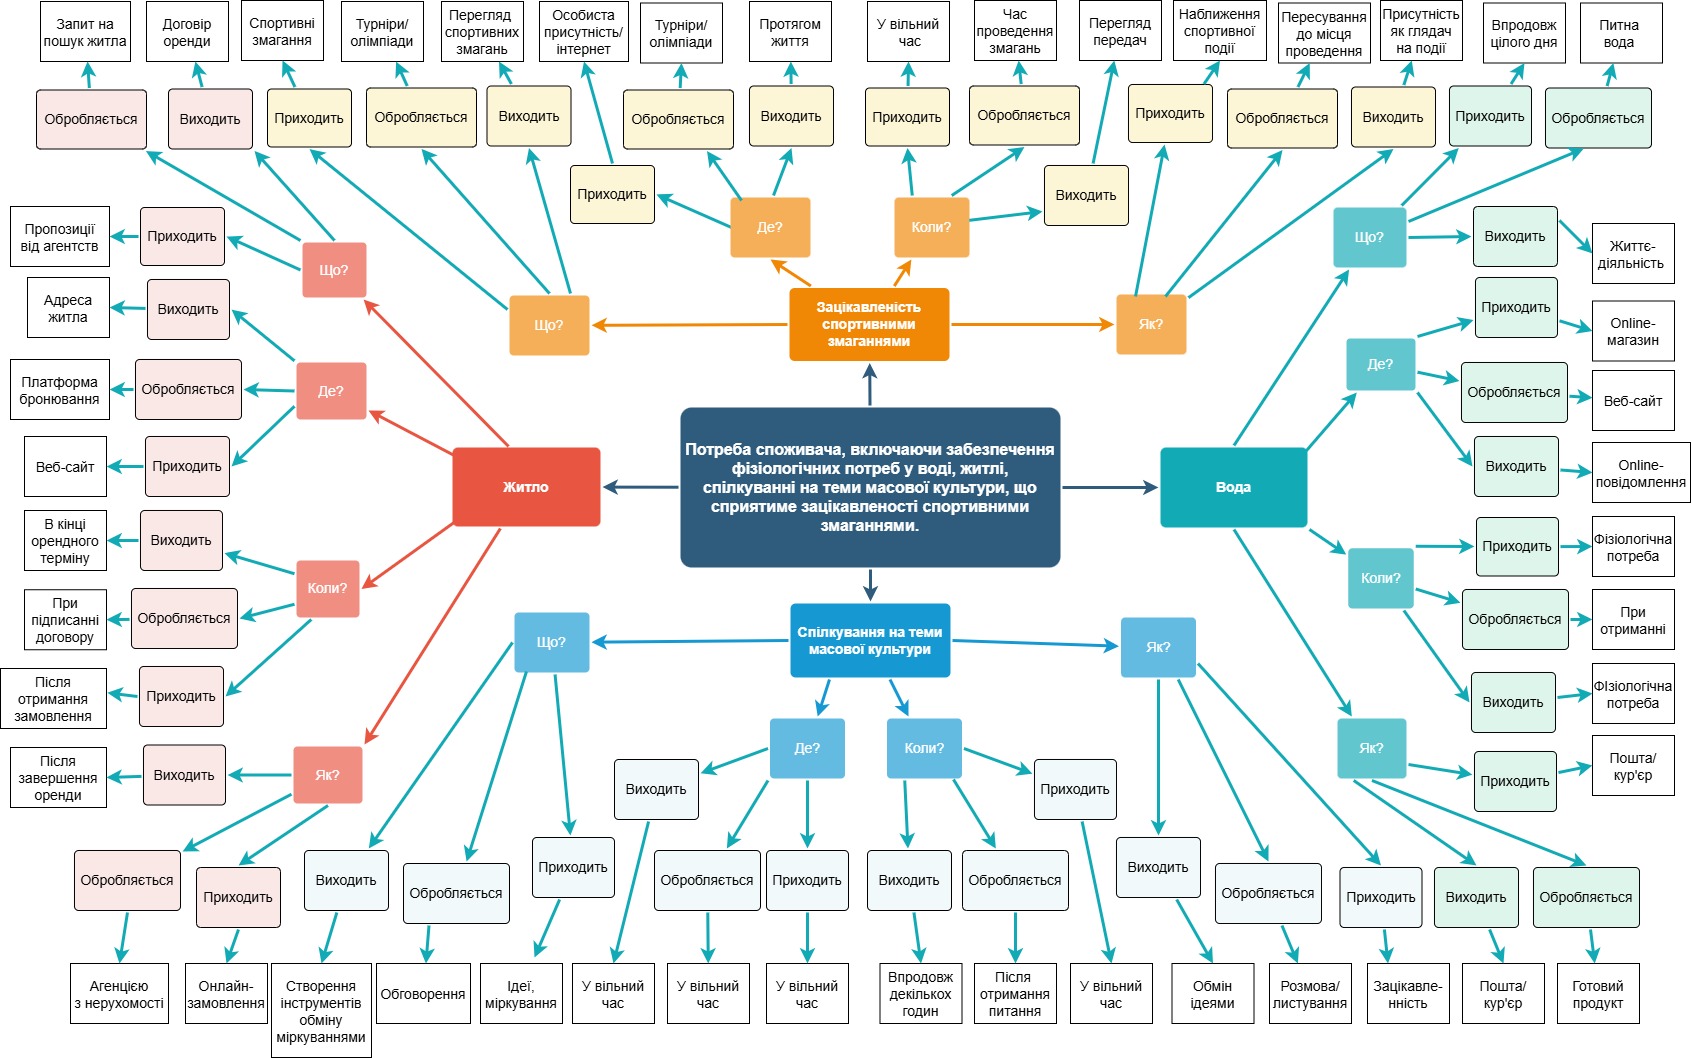 Запит на
пошук житла
Договір
оренди
Спортивні
змагання
Турніри/
олімпіади
Перегляд
спортивних
змагань
Особиста
присутність/
інтернет
Турніри/
олімпіади
Протягом
життя
У вільний
час
Час
проведення
змагань
Перегляд
передач
Наближення
спортивної
події
Пересування
до місця
проведення
Присутність
як глядач
на події
Впродовж
цілого дня
Питна
вода
Обробляється
Виходить
Приходить
Обробляється
Виходить
Приходить
Обробляється
Виходить
Приходить
Обробляється
Виходить
Приходить
Обробляється
Виходить
Приходить
Обробляється
Пропозиції
від агентств
Приходить
Що?
Адреса
житла
Виходить
Платформа
бронювання
Обробляється
Де?
Веб-сайт
Приходить
В кінці
орендного
терміну
Виходить
Коли?
При
підписанні
договору
Обробляється
Після
отримання
замовлення
Приходить
Після
завершення
оренди
Виходить
Як?
Обробляється
Приходить
Агенцією
з нерухомості
Онлайн-
замовлення
Житло
Що?
Де?
Коли?
Як?
Зацікавленість
спортивними
змаганнями
Потреба споживача, включаючи забезпечення
фізіологічних потреб у воді, житлі,
спілкуванні на теми масової культури, що
сприятиме зацікавленості спортивними
змаганнями.
Вода
Що?
Виходить
Життє-
діяльність
Де?
Приходить
Online-
магазин
Обробляється
Веб-сайт
Виходить
Online-
повідомлення
Коли?
Приходить
Фізіологічна
потреба
Обробляється
При
отриманні
Виходить
ФІзіологічна
потреба
Як?
Приходить
Пошта/
кур'єр
Виходить
Обробляється
Пошта/
кур'єр
Готовий
продукт
Спілкування на теми
масової культури
Що?
Де?
Коли?
Як?
Виходить
Обробляється
Приходить
Виходить
Обробляється
Приходить
Виходить
Обробляється
Приходить
Виходить
Обробляється
Приходить
Створення
інструментів
обміну
міркуваннями
Обговорення
Ідеї,
міркування
У вільний
час
У вільний
час
У вільний
час
Впродовж
декількох
годин
Після
отримання
питання
У вільний
час
Обмін
ідеями
Розмова/
листування
Зацікавле-
нність